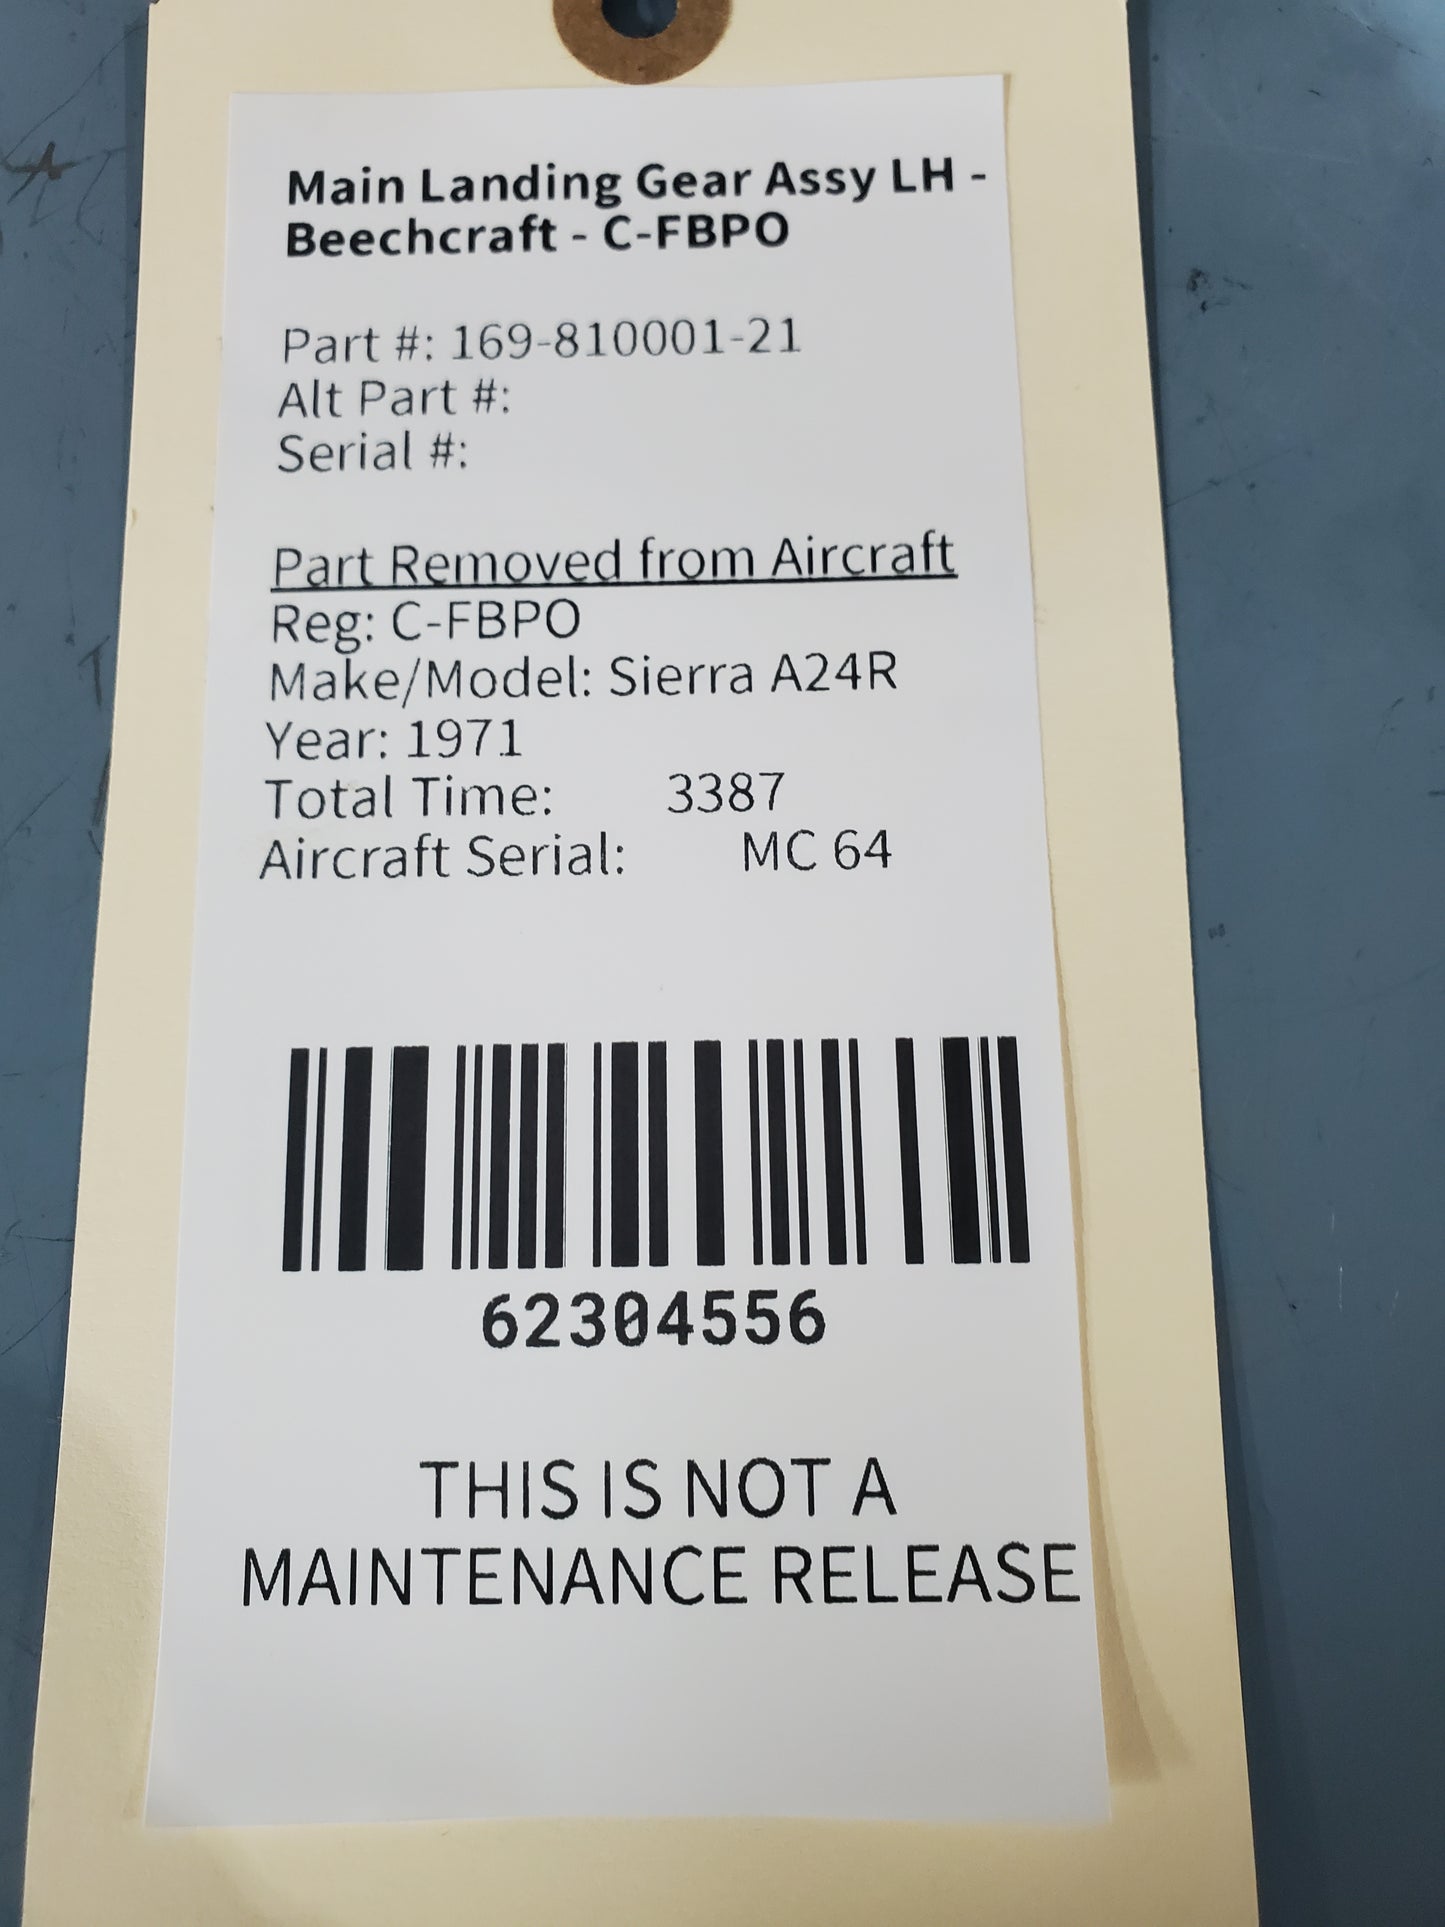 Main Landing Gear Assy LH -
Beechcraft - C-FBPO
Part #: 169-810001-21
Alt Part #:
Serial #:
Part Removed from Aircraft
Reg: C-FBPO
Make/Model: Sierra A24R
Year: 1971
Total Time: 3387
Aircraft Serial: MC 64
62304556
THIS IS NOT A
MAINTENANCE RELEASE